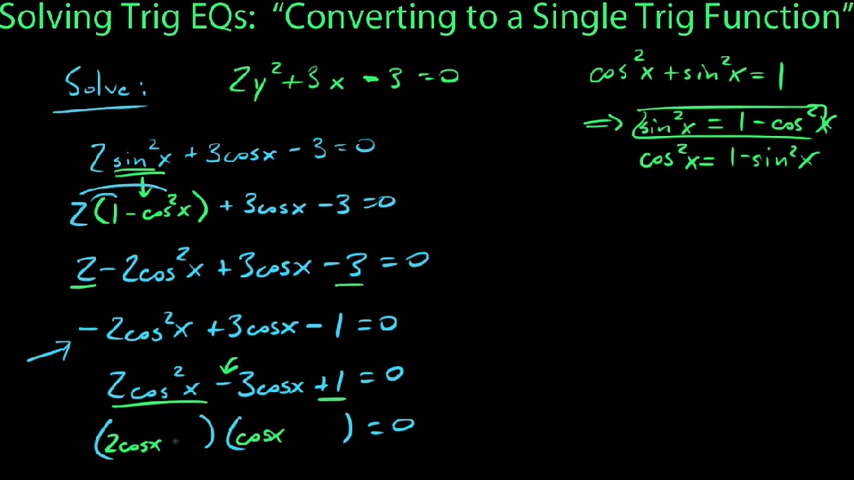 Solving Trig EQs: “Converting to a Single Trig Function”
Solve: 2y² + 3x - 3 = 0
2sin²x + 3cosx - 3 = 0
2(1 - cos²x) + 3cosx - 3 = 0
2 - 2cos²x + 3cosx - 3 = 0
- 2cos²x + 3cosx - 1 = 0
2cos²x - 3cosx + 1 = 0
(2cosx ) (cosx ) = 0
cos²x + sin²x = 1
⇒ sin²x = 1 - cos²x
cos²x = 1 - sin²x